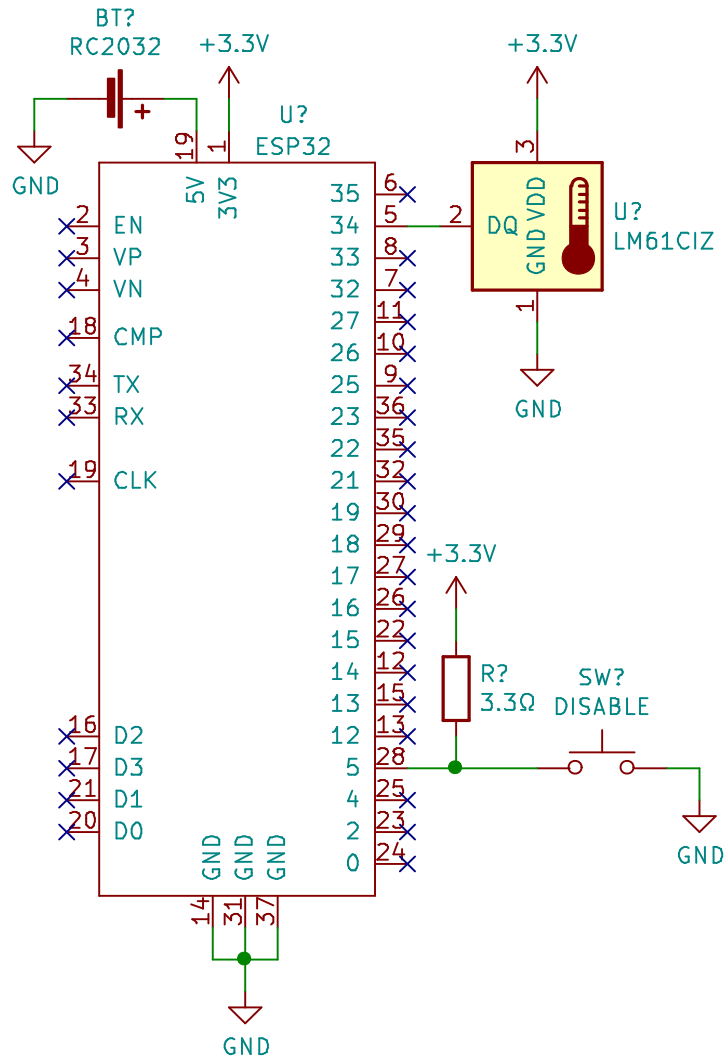 BT?
RC2032
+3.3V
+3.3V
GND
19
1
U?
ESP32
5V
3V3
3
VDD
2
DQ
GND
1
U?
LM61CIZ
GND
2 EN
3 VP
4 VN
18 CMP
34 TX
33 RX
19 CLK
16 D2
17 D3
21 D1
20 D0
35 6
34 5
33 8
32 7
27 11
26 10
25 9
23 36
22 35
21 32
19 30
18 29
17 27
16 26
15 22
14 12
13 15
12 13
5 28
4 25
2 23
0 24
+3.3V
R?
3.3Ω
SW?
DISABLE
GND
GND
GND
GND
14
31
37
GND